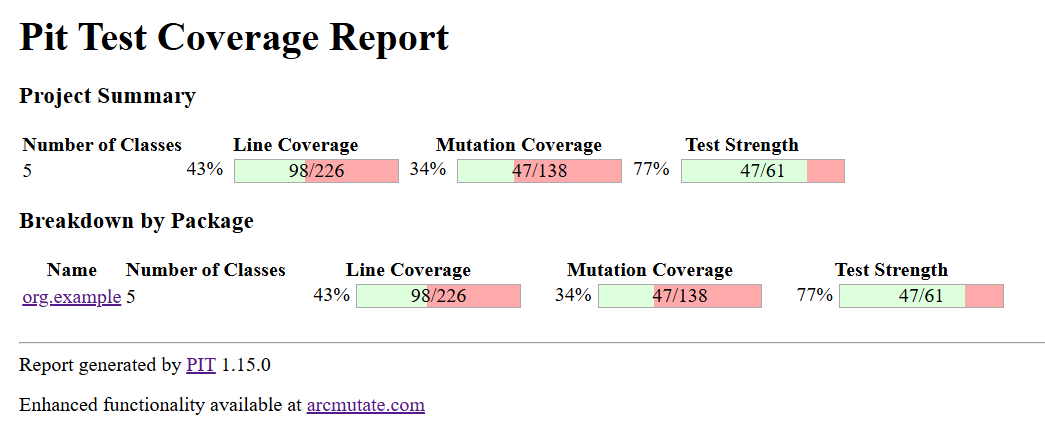 Pit Test Coverage Report
Project Summary
Number of Classes Line Coverage Mutation Coverage Test Strength
5 43% 98/226 34% 47/138 77% 47/61
Breakdown by Package
Name Number of Classes Line Coverage Mutation Coverage Test Strength
org.example 5 43% 98/226 34% 47/138 77% 47/61
Report generated by PIT 1.15.0
Enhanced functionality available at arcmutate.com